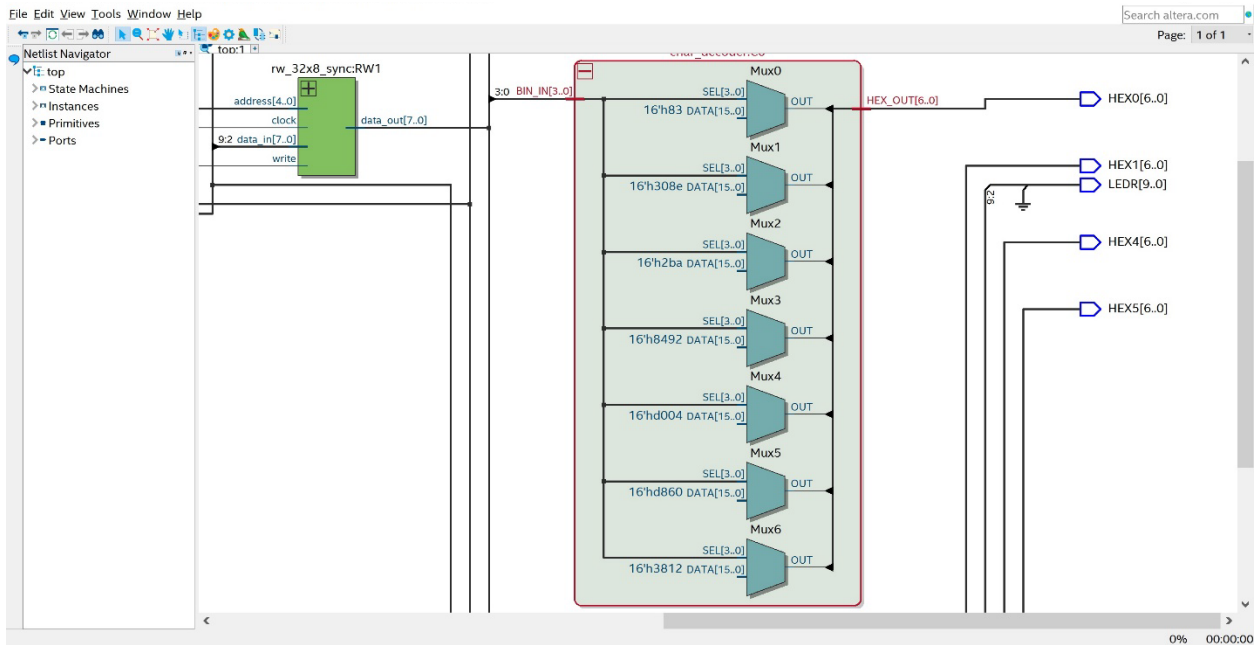 File Edit View Tools Window Help
Search altera.com
Page: 1 of 1
Netlist Navigator
top:1
top
State Machines
Instances
Primitives
Ports
rw_32x8_sync:RW1
address[4..0]
clock
9:2 data_in[7..0]
write
data_out[7..0]
char_decoder:C0
3:0 BIN_IN[3..0]
HEX_OUT[6..0]
Mux0
SEL[3..0]
16'h83 DATA[15..0]
OUT
Mux1
SEL[3..0]
16'h308e DATA[15..0]
OUT
Mux2
SEL[3..0]
16'h2ba DATA[15..0]
OUT
Mux3
SEL[3..0]
16'h8492 DATA[15..0]
OUT
Mux4
SEL[3..0]
16'hd004 DATA[15..0]
OUT
Mux5
SEL[3..0]
16'hd860 DATA[15..0]
OUT
Mux6
SEL[3..0]
16'h3812 DATA[15..0]
OUT
HEX0[6..0]
HEX1[6..0]
LEDR[9..0]
9:2
HEX4[6..0]
HEX5[6..0]
0% 00:00:00